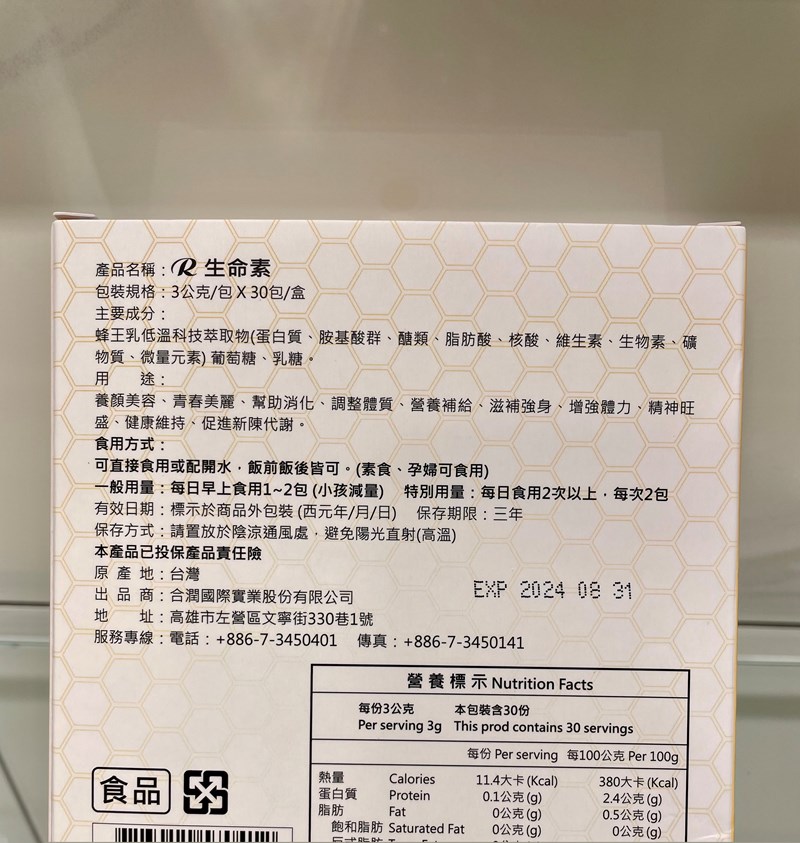 產品名稱：R 生命素
包裝規格：3公克/包 X 30包/盒
主要成分：
蜂王乳低溫科技萃取物(蛋白質、胺基酸群、醣類、脂肪酸、核酸、維生素、生物素、礦
物質、微量元素) 葡萄糖、乳糖。
用　　途：
養顏美容、青春美麗、幫助消化、調整體質、營養補給、滋補強身、增強體力、精神旺
盛、健康維持、促進新陳代謝。
食用方式：
可直接食用或配開水，飯前飯後皆可。(素食、孕婦可食用)
一般用量：每日早上食用1~2包 (小孩減量)　特別用量：每日食用2次以上，每次2包
有效日期：標示於商品外包裝 (西元年/月/日)　保存期限：三年
保存方式：請置放於陰涼通風處，避免陽光直射(高溫)
本產品已投保產品責任險
原 產 地：台灣
EXP 2024 08 31
出 品 商：合潤國際實業股份有限公司
地　　址：高雄市左營區文寧街330巷1號
服務專線：電話：+886-7-3450401　傳真：+886-7-3450141
營養標示 Nutrition Facts
每份3公克　本包裝含30份
Per serving 3g　This prod contains 30 servings
每份 Per serving　每100公克 Per 100g
熱量　Calories　11.4大卡 (Kcal)　380大卡 (Kcal)
蛋白質　Protein　0.1公克 (g)　2.4公克 (g)
脂肪　Fat　0公克 (g)　0.5公克 (g)
飽和脂肪 Saturated Fat　0公克 (g)　0公克 (g)
食品